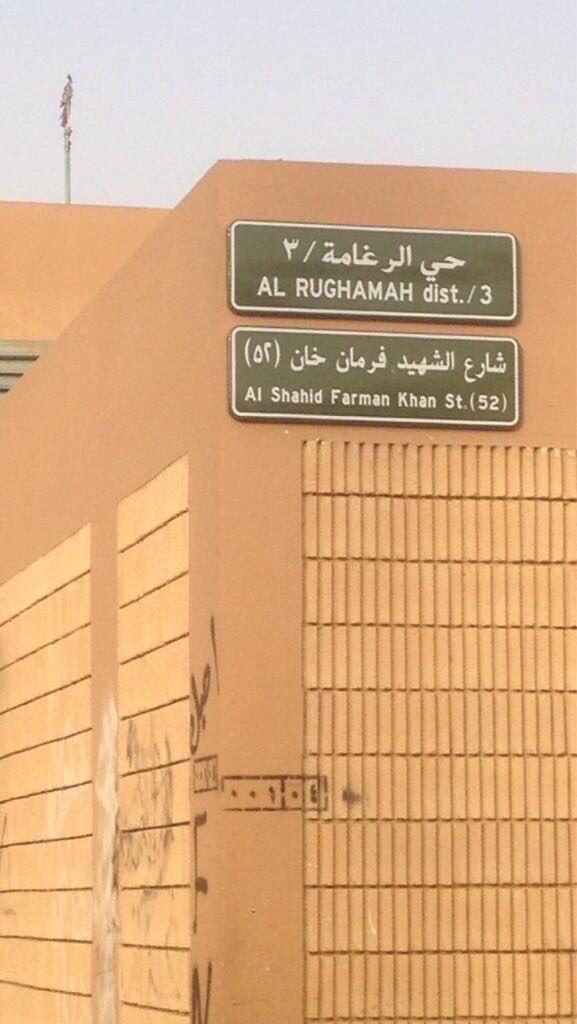 حي الرغامة / ٣
AL RUGHAMAH dist. / 3
شارع الشهيد فرمان خان (٥٢)
Al Shahid Farman Khan St. (52)